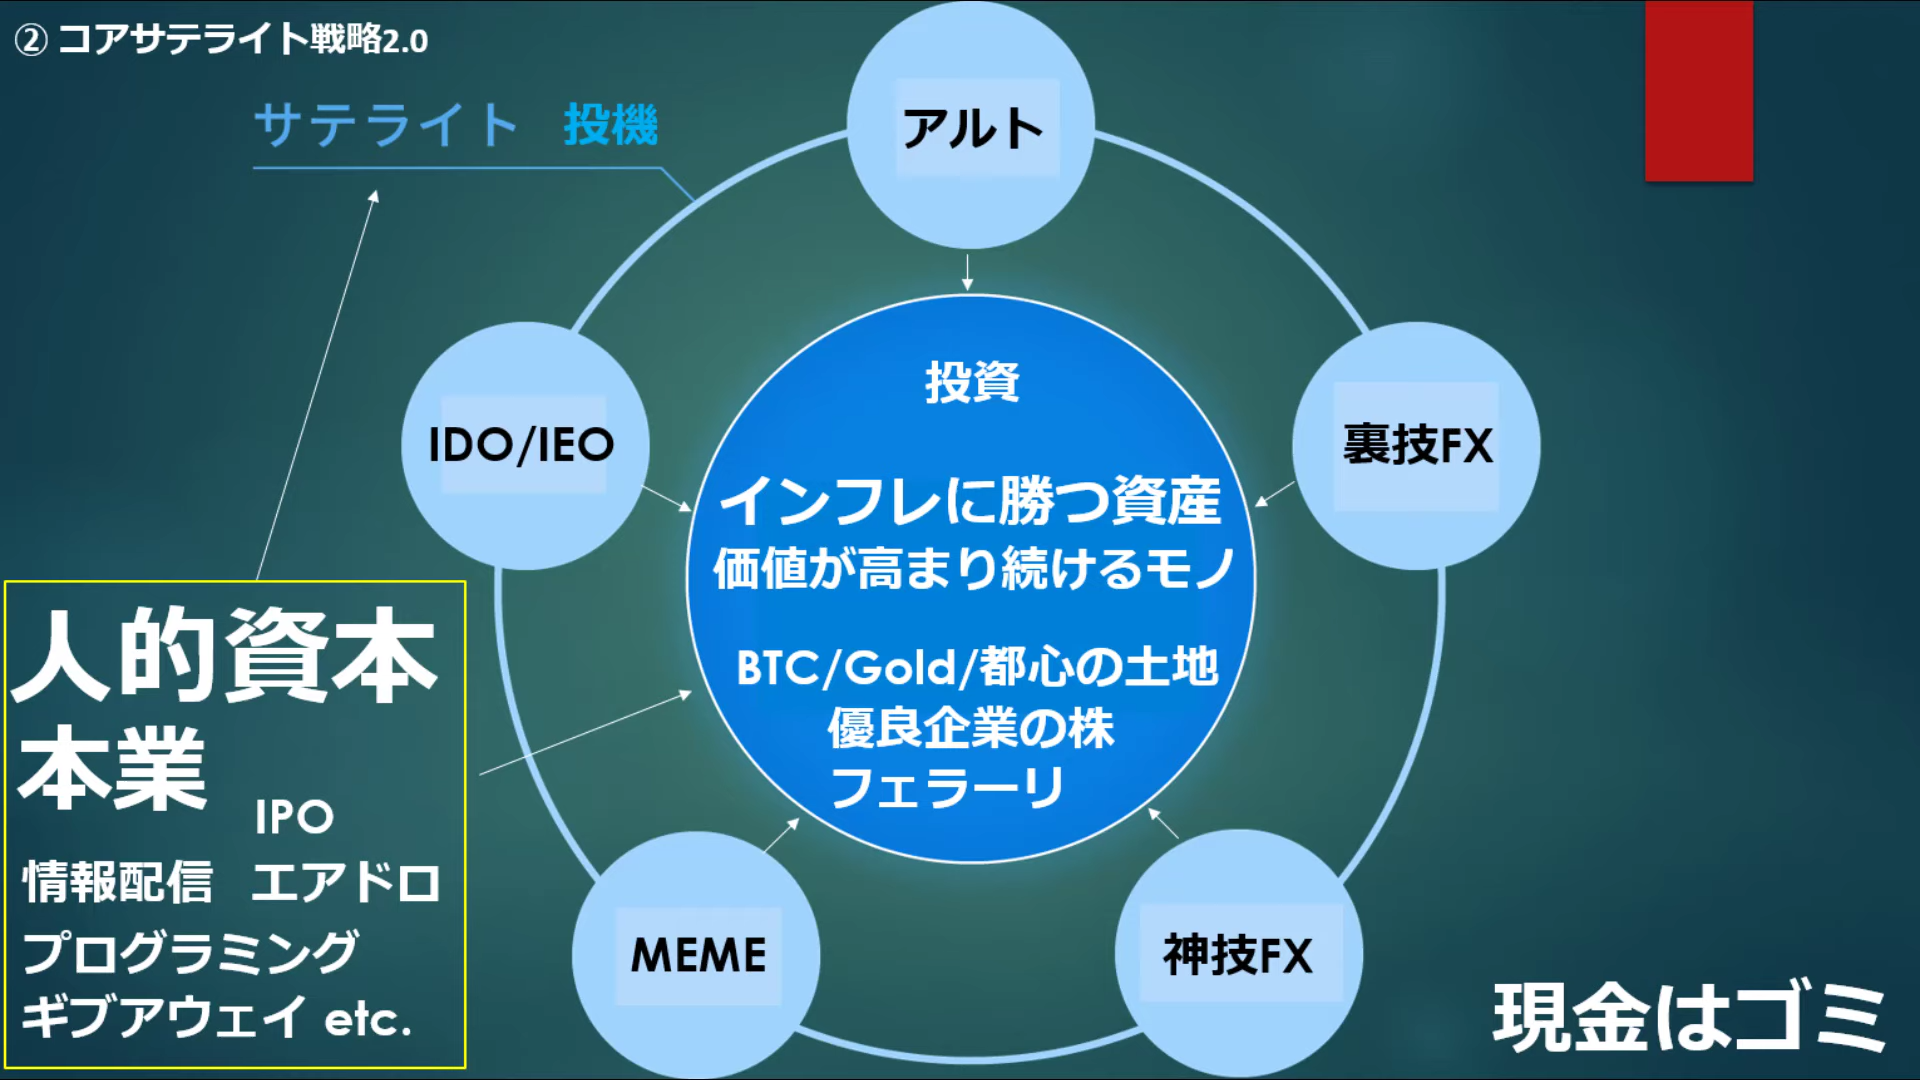 ② コアサテライト戦略2.0
サテライト 投機
アルト
IDO/IEO
裏技FX
投資
インフレに勝つ資産
価値が高まり続けるモノ
BTC/Gold/都心の土地
優良企業の株
フェラーリ
MEME
神技FX
人的資本
本業
IPO
情報配信 エアドロ
プログラミング
ギブアウェイ etc.
現金はゴミ